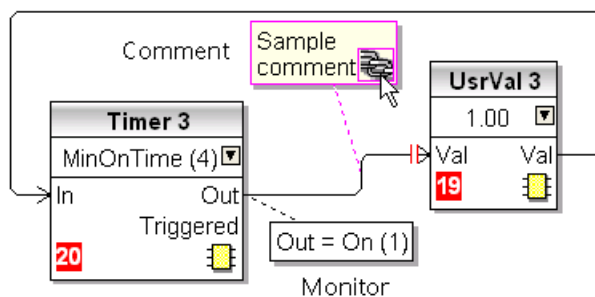 Comment
Sample
comment
UsrVal 3
1.00
Val Val
19
Timer 3
MinOnTime (4)
In Out
Triggered
20
Out = On (1)
Monitor